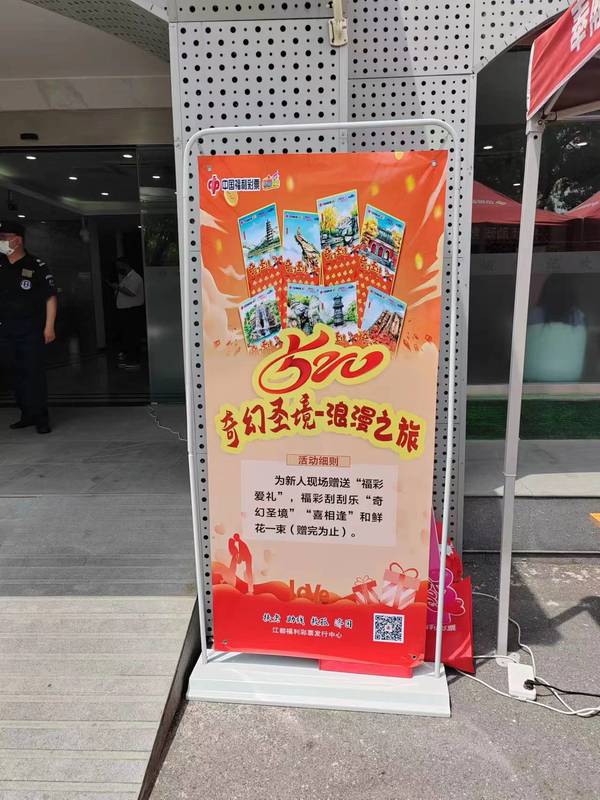 中国福利彩票
520
奇幻圣境-浪漫之旅
活动细则
为新人现场赠送“福彩
爱礼”，福彩刮刮乐“奇
幻圣境”“喜相逢”和鲜
花一束（赠完为止）。
Love
扶老 助残 救孤 济困
江都福利彩票发行中心